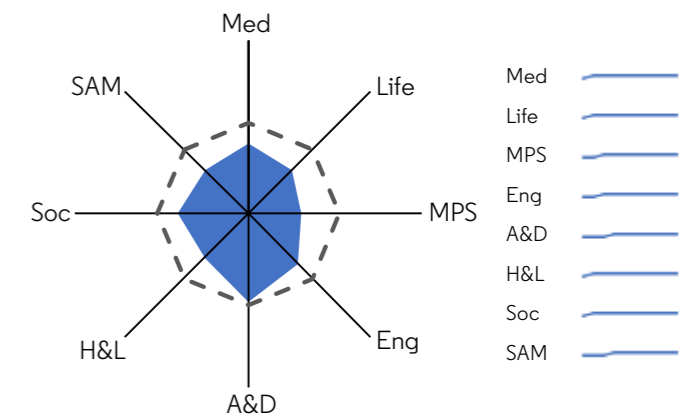 Med
SAM
Life
Soc
MPS
H&L
Eng
A&D
Med
Life
MPS
Eng
A&D
H&L
Soc
SAM